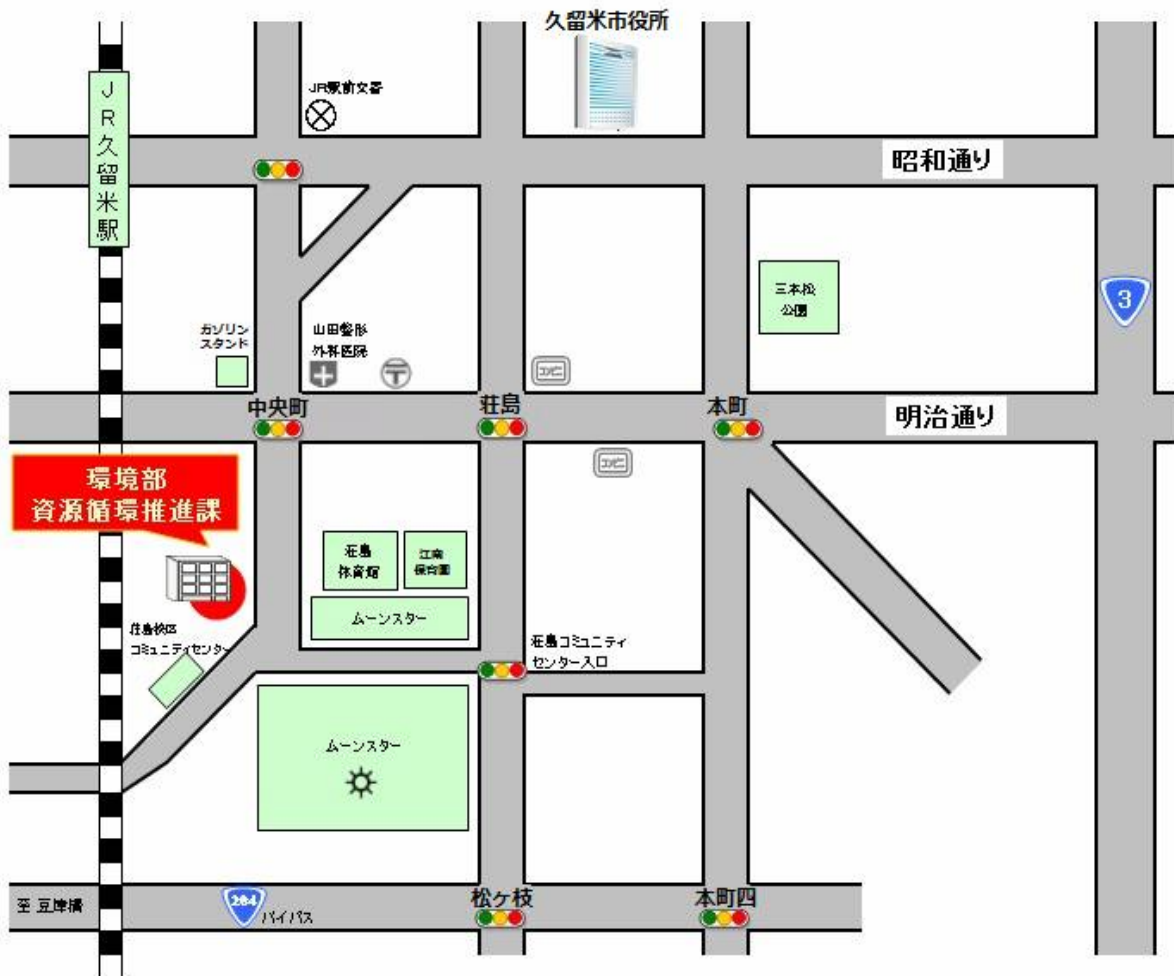 久留米市役所
JR久留米駅
JR駅前交番
昭和通り
3
三本松
公園
ガソリン
スタンド
山田整形
外科医院
コンビニ
中央町
荘島
本町
明治通り
コンビニ
環境部
資源循環推進課
荘島
体育館
江南
保育園
ムーンスター
荘島校区
コミュニティセンター
荘島コミュニティ
センター入口
ムーンスター
至 豆津橋
264
バイパス
松ヶ枝
本町四